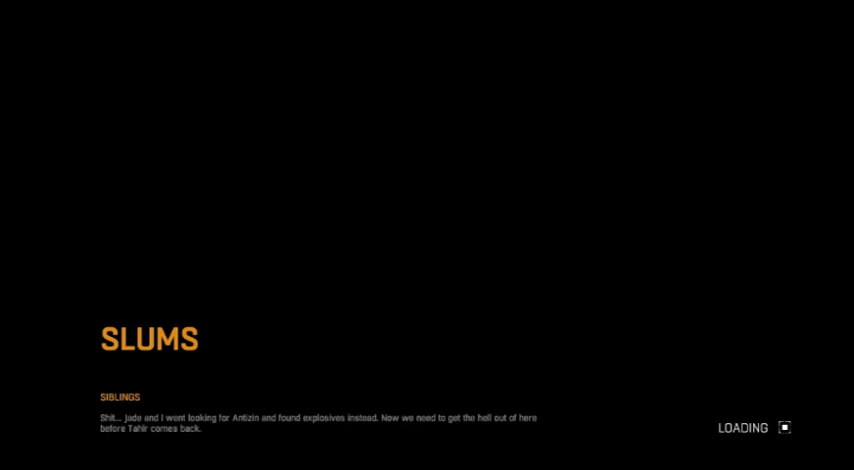 SLUMS
SIBLINGS
Shit... Jade and I went looking for Antizin and found explosives instead. Now we need to get the hell out of here
before Tahir comes back.
LOADING